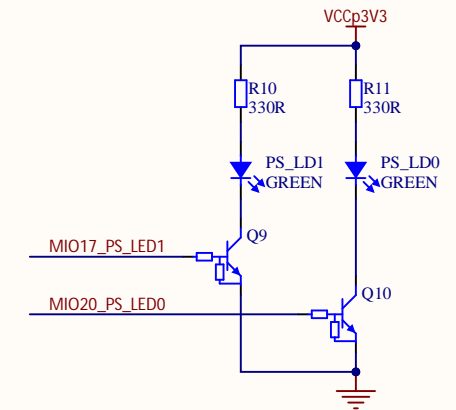 VCCp3V3
R10
330R
R11
330R
PS_LD1
GREEN
PS_LD0
GREEN
Q9
MIO17_PS_LED1
Q10
MIO20_PS_LED0